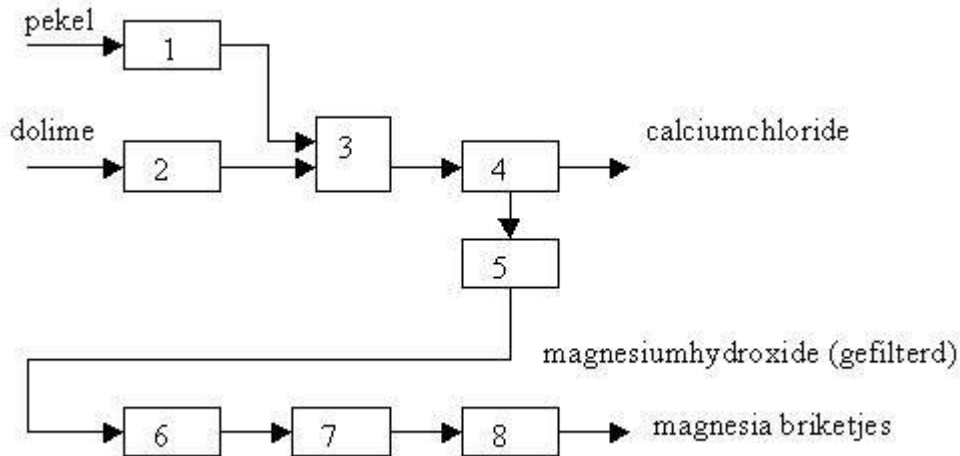 pekel
1
dolime
2
3
4
calciumchloride
5
magnesiumhydroxide (gefilterd)
6
7
8
magnesia briketjes